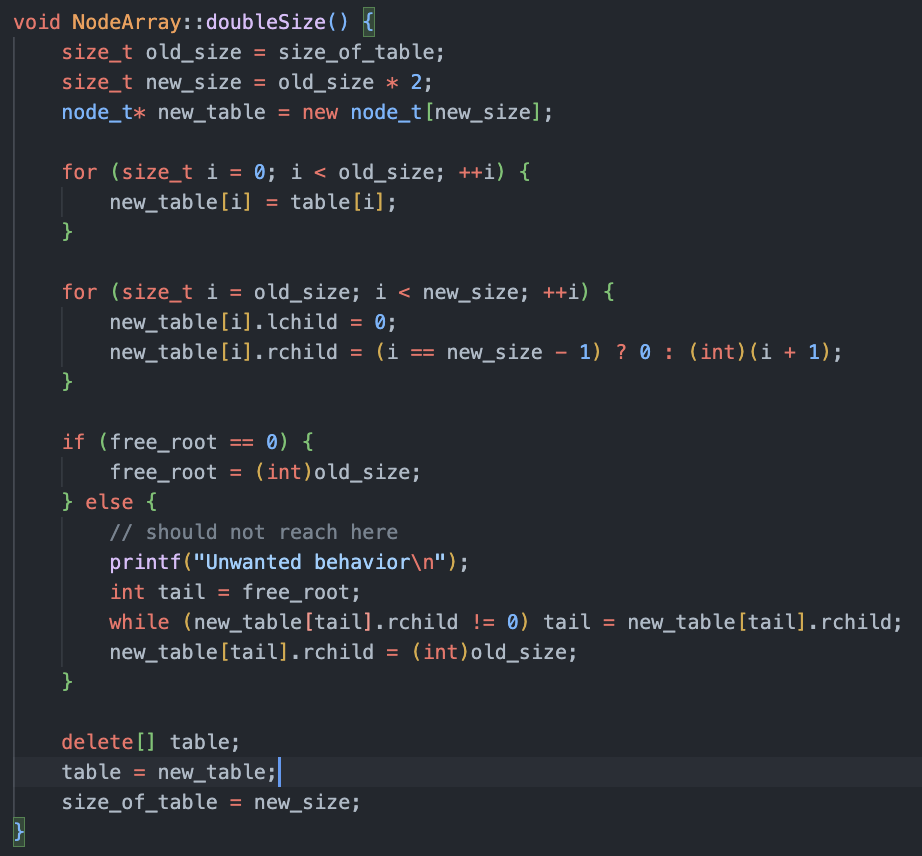 void NodeArray::doubleSize() {
    size_t old_size = size_of_table;
    size_t new_size = old_size * 2;
    node_t* new_table = new node_t[new_size];

    for (size_t i = 0; i < old_size; ++i) {
        new_table[i] = table[i];
    }

    for (size_t i = old_size; i < new_size; ++i) {
        new_table[i].lchild = 0;
        new_table[i].rchild = (i == new_size - 1) ? 0 : (int)(i + 1);
    }

    if (free_root == 0) {
        free_root = (int)old_size;
    } else {
        // should not reach here
        printf("Unwanted behavior\n");
        int tail = free_root;
        while (new_table[tail].rchild != 0) tail = new_table[tail].rchild;
        new_table[tail].rchild = (int)old_size;
    }

    delete[] table;
    table = new_table;
    size_of_table = new_size;
}